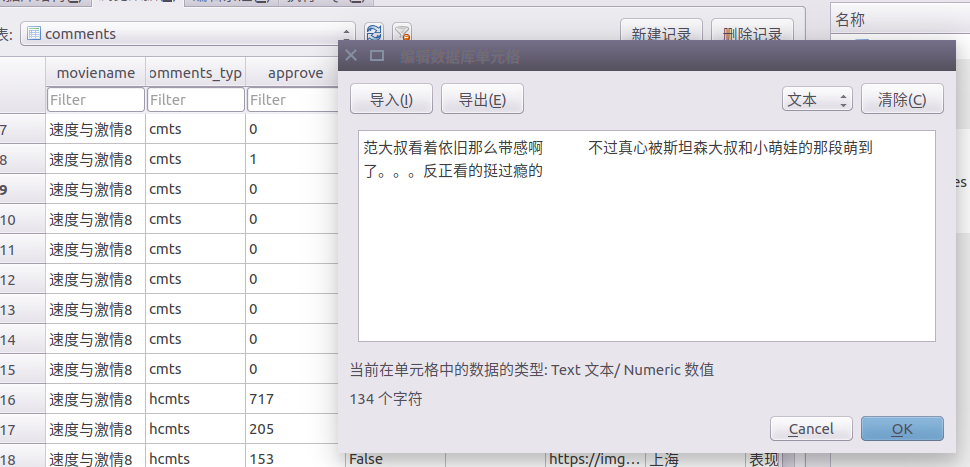 表:
comments
新建记录
删除记录
名称
moviename
omments_typ
approve
Filter
Filter
Filter
7 速度与激情8 cmts 0
8 速度与激情8 cmts 1
9 速度与激情8 cmts 0
10 速度与激情8 cmts 0
11 速度与激情8 cmts 0
12 速度与激情8 cmts 0
13 速度与激情8 cmts 0
14 速度与激情8 cmts 0
15 速度与激情8 cmts 0
16 速度与激情8 hcmts 717
17 速度与激情8 hcmts 205
18 速度与激情8 hcmts 153 False https://img... 上海 表现
编辑数据库单元格
导入(I)
导出(E)
文本
清除(C)
范大叔看着依旧那么带感啊 不过真心被斯坦森大叔和小萌娃的那段萌到
了。。。反正看的挺过瘾的
当前在单元格中的数据的类型: Text 文本/ Numeric 数值
134 个字符
Cancel
OK
es